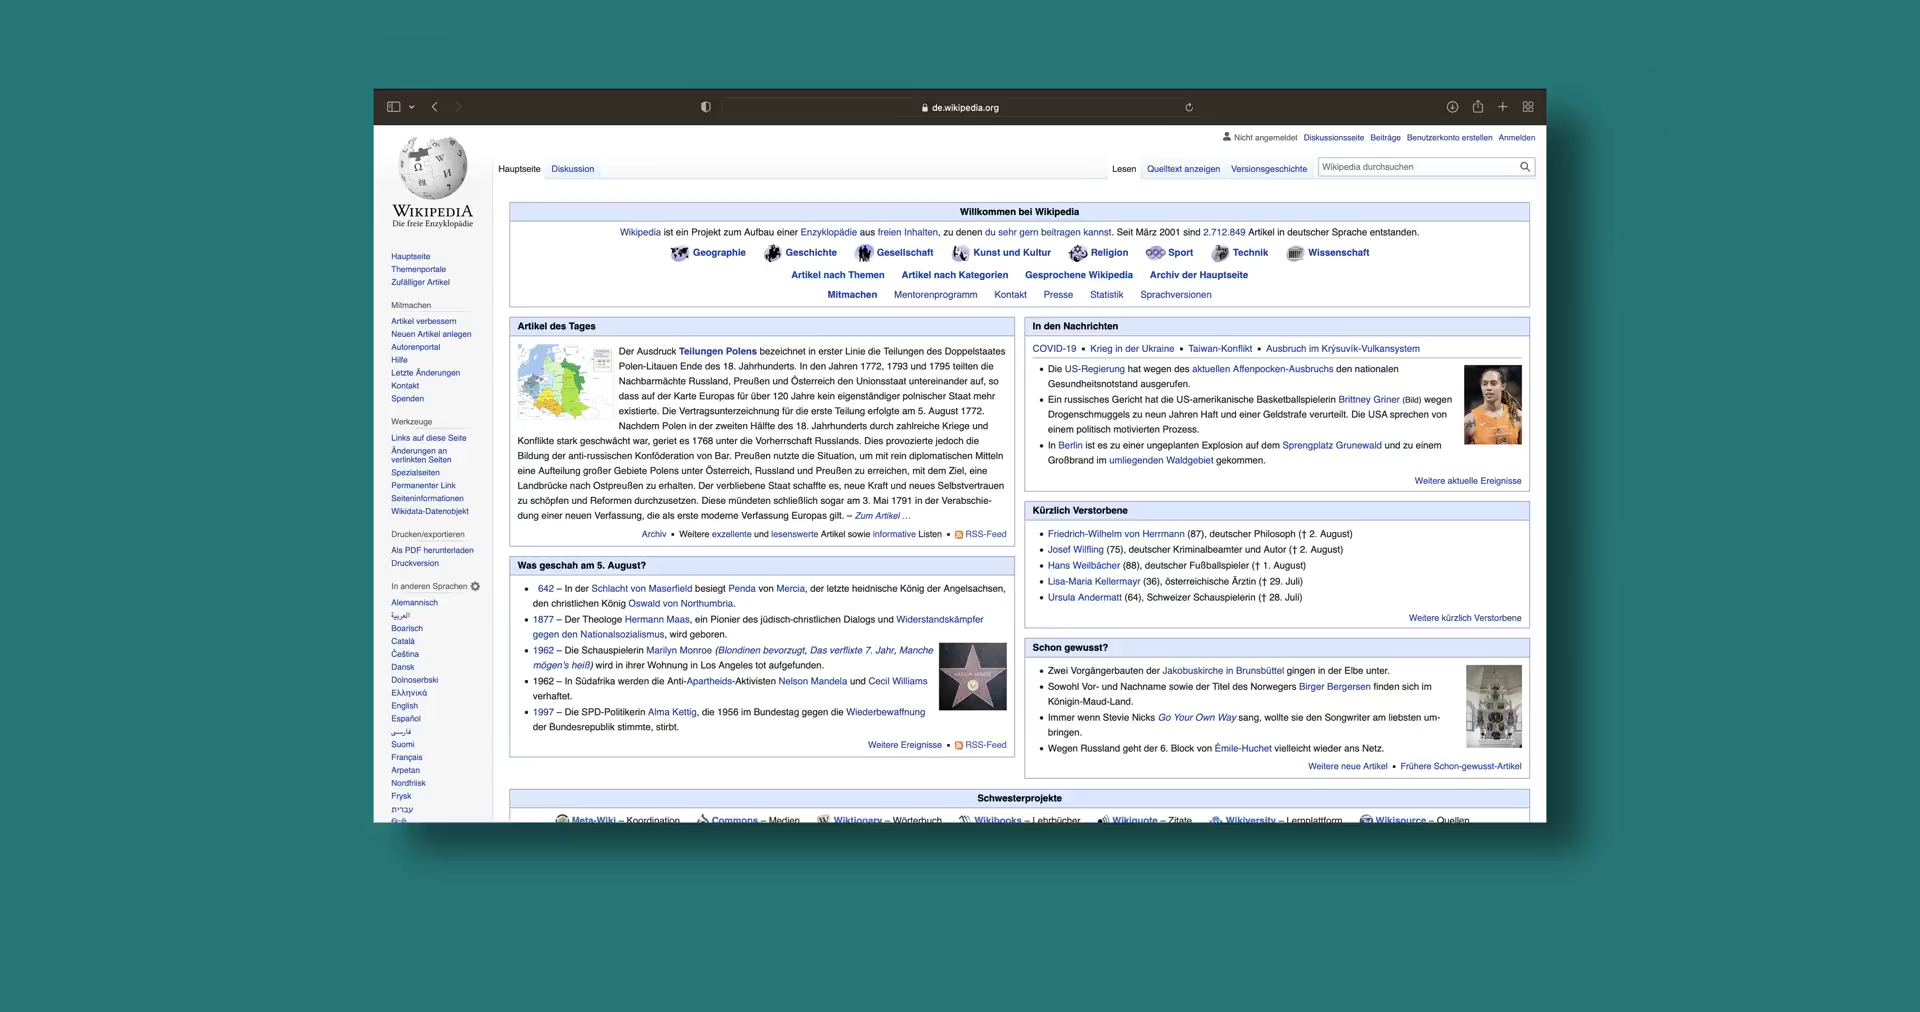 de.wikipedia.org
Nicht angemeldet Diskussionsseite Beiträge Benutzerkonto erstellen Anmelden
WIKIPEDIA
Die freie Enzyklopädie
Hauptseite Diskussion
Lesen Quelltext anzeigen Versionsgeschichte Wikipedia durchsuchen
Hauptseite
Themenportale
Zufälliger Artikel
Mitmachen
Artikel verbessern
Neuen Artikel anlegen
Autorenportal
Hilfe
Letzte Änderungen
Kontakt
Spenden
Werkzeuge
Links auf diese Seite
Änderungen an
verlinkten Seiten
Spezialseiten
Permanenter Link
Seiteninformationen
Wikidata-Datenobjekt
Drucken/exportieren
Als PDF herunterladen
Druckversion
In anderen Sprachen
Alemannisch
العربية
Boarisch
Català
Čeština
Dansk
Dolnoserbski
Ελληνικά
English
Español
فارسی
Suomi
Français
Arpetan
Nordfriisk
Frysk
עברית
Willkommen bei Wikipedia
Wikipedia ist ein Projekt zum Aufbau einer Enzyklopädie aus freien Inhalten, zu denen du sehr gern beitragen kannst. Seit März 2001 sind 2.712.849 Artikel in deutscher Sprache entstanden.
Geographie Geschichte Gesellschaft Kunst und Kultur Religion Sport Technik Wissenschaft
Artikel nach Themen Artikel nach Kategorien Gesprochene Wikipedia Archiv der Hauptseite
Mitmachen Mentorenprogramm Kontakt Presse Statistik Sprachversionen
Artikel des Tages
Der Ausdruck Teilungen Polens bezeichnet in erster Linie die Teilungen des Doppelstaates
Polen-Litauen Ende des 18. Jahrhunderts. In den Jahren 1772, 1793 und 1795 teilten die
Nachbarmächte Russland, Preußen und Österreich den Unionsstaat untereinander auf, so
dass auf der Karte Europas für über 120 Jahre kein eigenständiger polnischer Staat mehr
existierte. Die Vertragsunterzeichnung für die erste Teilung erfolgte am 5. August 1772.
Nachdem Polen in der zweiten Hälfte des 18. Jahrhunderts durch zahlreiche Kriege und
Konflikte stark geschwächt war, geriet es 1768 unter die Vorherrschaft Russlands. Dies provozierte jedoch die
Bildung der anti-russischen Konföderation von Bar. Preußen nutzte die Situation, um mit rein diplomatischen Mitteln
eine Aufteilung großer Gebiete Polens unter Österreich, Russland und Preußen zu erreichen, mit dem Ziel, eine
Landbrücke nach Ostpreußen zu erhalten. Der verbliebene Staat schaffte es, neue Kraft und neues Selbstvertrauen
zu schöpfen und Reformen durchzusetzen. Diese mündeten schließlich sogar am 3. Mai 1791 in der Verabschie-
dung einer neuen Verfassung, die als erste moderne Verfassung Europas gilt. – Zum Artikel …
Archiv ▪ Weitere exzellente und lesenswerte Artikel sowie informative Listen ▪ RSS-Feed
Was geschah am 5. August?
• 642 – In der Schlacht von Maserfield besiegt Penda von Mercia, der letzte heidnische König der Angelsachsen,
den christlichen König Oswald von Northumbria.
• 1877 – Der Theologe Hermann Maas, ein Pionier des jüdisch-christlichen Dialogs und Widerstandskämpfer
gegen den Nationalsozialismus, wird geboren.
• 1962 – Die Schauspielerin Marilyn Monroe (Blondinen bevorzugt, Das verflixte 7. Jahr, Manche
mögen's heiß) wird in ihrer Wohnung in Los Angeles tot aufgefunden.
• 1962 – In Südafrika werden die Anti-Apartheids-Aktivisten Nelson Mandela und Cecil Williams
verhaftet.
• 1997 – Die SPD-Politikerin Alma Kettig, die 1956 im Bundestag gegen die Wiederbewaffnung
der Bundesrepublik stimmte, stirbt.
MARILYN MONROE
Weitere Ereignisse ▪ RSS-Feed
In den Nachrichten
COVID-19 ▪ Krieg in der Ukraine ▪ Taiwan-Konflikt ▪ Ausbruch im Krýsuvík-Vulkansystem
• Die US-Regierung hat wegen des aktuellen Affenpocken-Ausbruchs den nationalen
Gesundheitsnotstand ausgerufen.
• Ein russisches Gericht hat die US-amerikanische Basketballspielerin Brittney Griner (Bild) wegen
Drogenschmuggels zu neun Jahren Haft und einer Geldstrafe verurteilt. Die USA sprechen von
einem politisch motivierten Prozess.
• In Berlin ist es zu einer ungeplanten Explosion auf dem Sprengplatz Grunewald und zu einem
Großbrand im umliegenden Waldgebiet gekommen.
Weitere aktuelle Ereignisse
Kürzlich Verstorbene
• Friedrich-Wilhelm von Herrmann (87), deutscher Philosoph († 2. August)
• Josef Wilfling (75), deutscher Kriminalbeamter und Autor († 2. August)
• Hans Weilbächer (88), deutscher Fußballspieler († 1. August)
• Lisa-Maria Kellermayr (36), österreichische Ärztin († 29. Juli)
• Ursula Andermatt (64), Schweizer Schauspielerin († 28. Juli)
Weitere kürzlich Verstorbene
Schon gewusst?
• Zwei Vorgängerbauten der Jakobuskirche in Brunsbüttel gingen in der Elbe unter.
• Sowohl Vor- und Nachname sowie der Titel des Norwegers Birger Bergersen finden sich im
Königin-Maud-Land.
• Immer wenn Stevie Nicks Go Your Own Way sang, wollte sie den Songwriter am liebsten um-
bringen.
• Wegen Russland geht der 6. Block von Émile-Huchet vielleicht wieder ans Netz.
Weitere neue Artikel ▪ Frühere Schon-gewusst-Artikel
Schwesterprojekte
Meta-Wiki – Koordination Commons – Medien Wiktionary – Wörterbuch Wikibooks – Lehrbücher Wikiquote – Zitate Wikiversity – Lernplattform Wikisource – Quellen